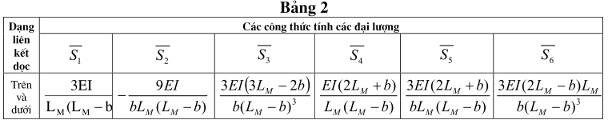 Bảng 2
Dạng liên kết dọc
Các công thức tính các đại lượng
$\overline{S_1}$ $\overline{S_2}$ $\overline{S_3}$ $\overline{S_4}$ $\overline{S_5}$ $\overline{S_6}$
Trên và dưới
$\frac{3EI}{L_M(L_M-b}$ $-\frac{9EI}{bL_M(L_M-b)}$ $\frac{3EI(3L_M-2b)}{b(L_M-b)^3}$ $\frac{EI(2L_M+b)}{L_M(L_M-b)}$ $\frac{3EI(2L_M+b)}{bL_M(L_M-b)}$ $\frac{3EI(2L_M-b)L_M}{b(L_M-b)^3}$